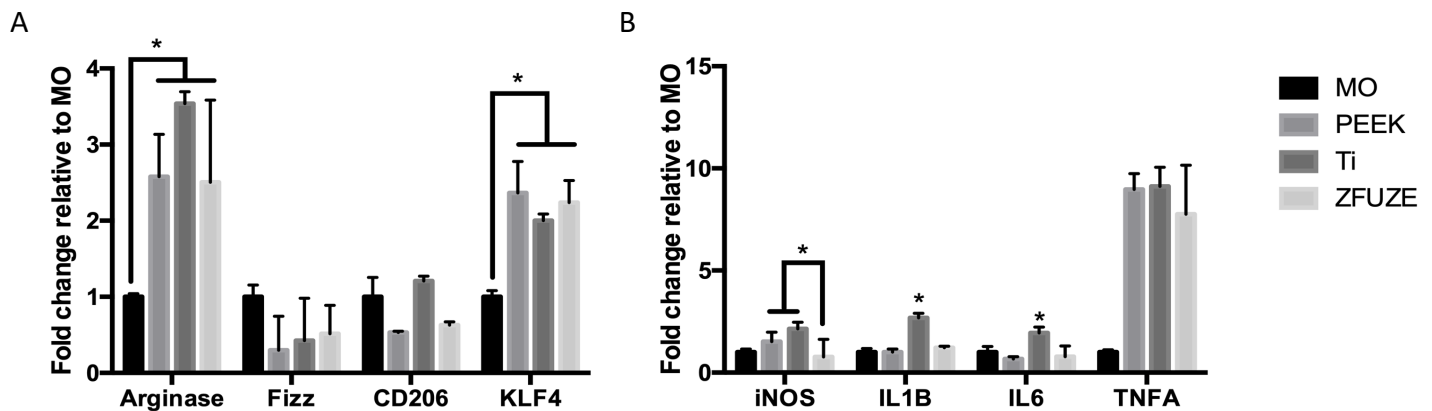 A
B
Fold change relative to MO
4
3
2
1
0
*
*
Arginase
Fizz
CD206
KLF4
Fold change relative to MO
15
10
5
0
*
*
*
iNOS
IL1B
IL6
TNFA
MO
PEEK
Ti
ZFUZE